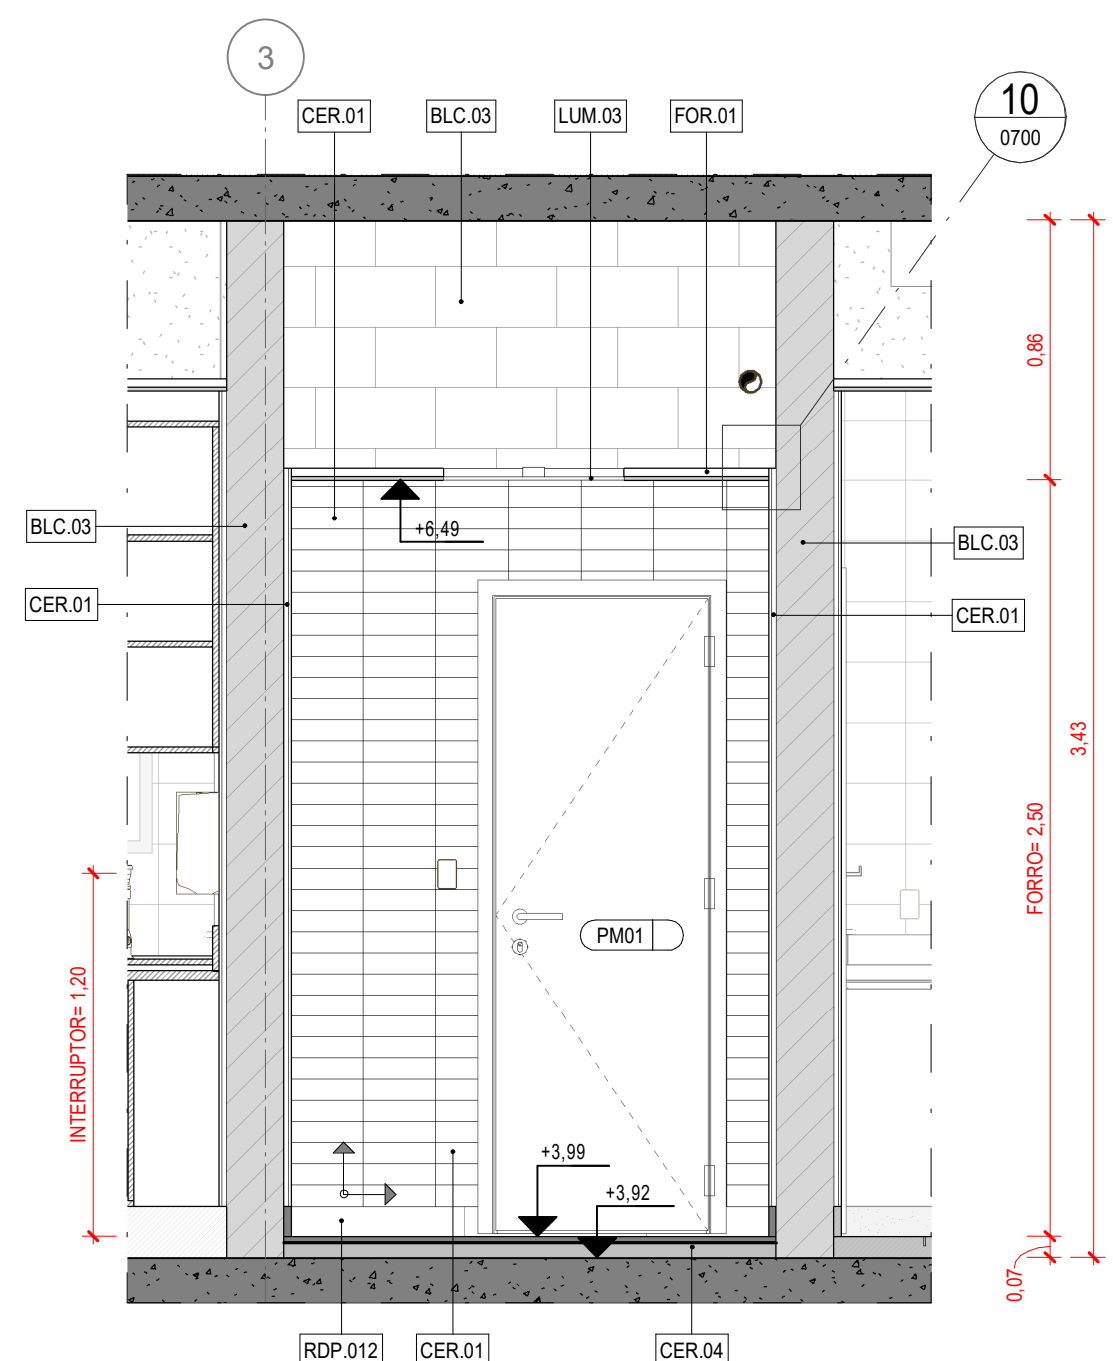 3
10
0700
CER.01
BLC.03
LUM.03
FOR.01
0,86
+6,49
BLC.03
BLC.03
CER.01
CER.01
3,43
FORRO= 2,50
PM01
INTERRUPTOR= 1,20
+3,99
+3,92
0,07
RDP.012
CER.01
CER.04